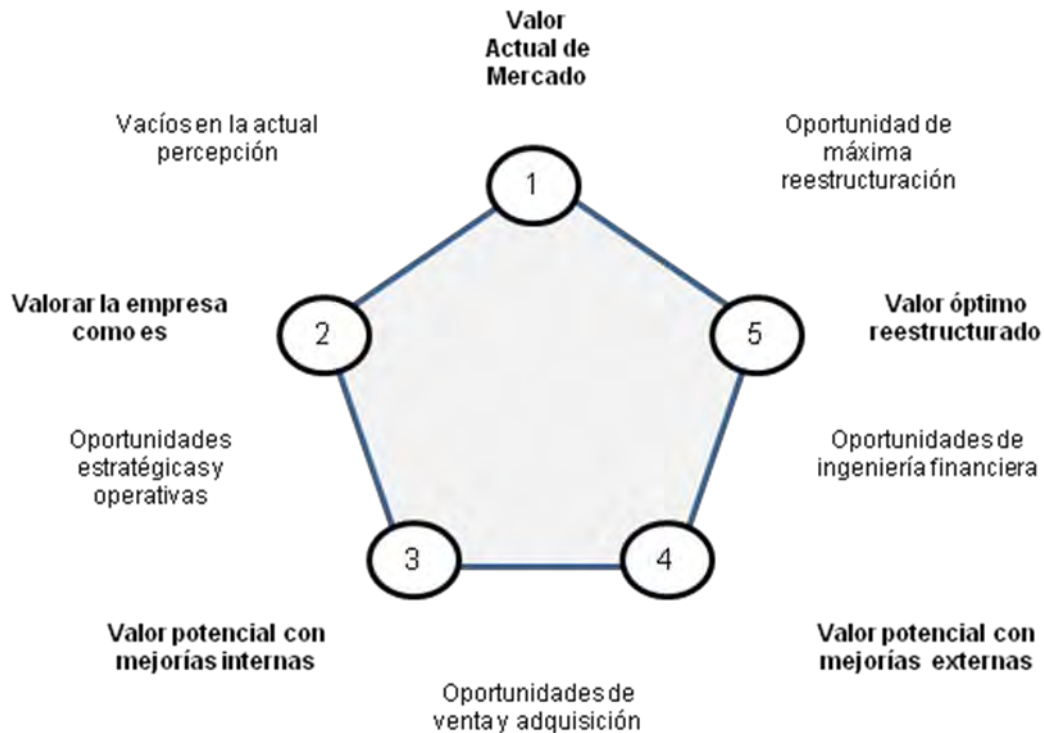 Valor
Actual de
Mercado
Vacíos en la actual
percepción
Oportunidad de
máxima
reestructuración
1
Valorar la empresa
como es
2
5
Valor óptimo
reestructurado
Oportunidades
estratégicas y
operativas
Oportunidades de
ingeniería financiera
3
4
Valor potencial con
mejorías internas
Valor potencial con
mejorías externas
Oportunidades de
venta y adquisición